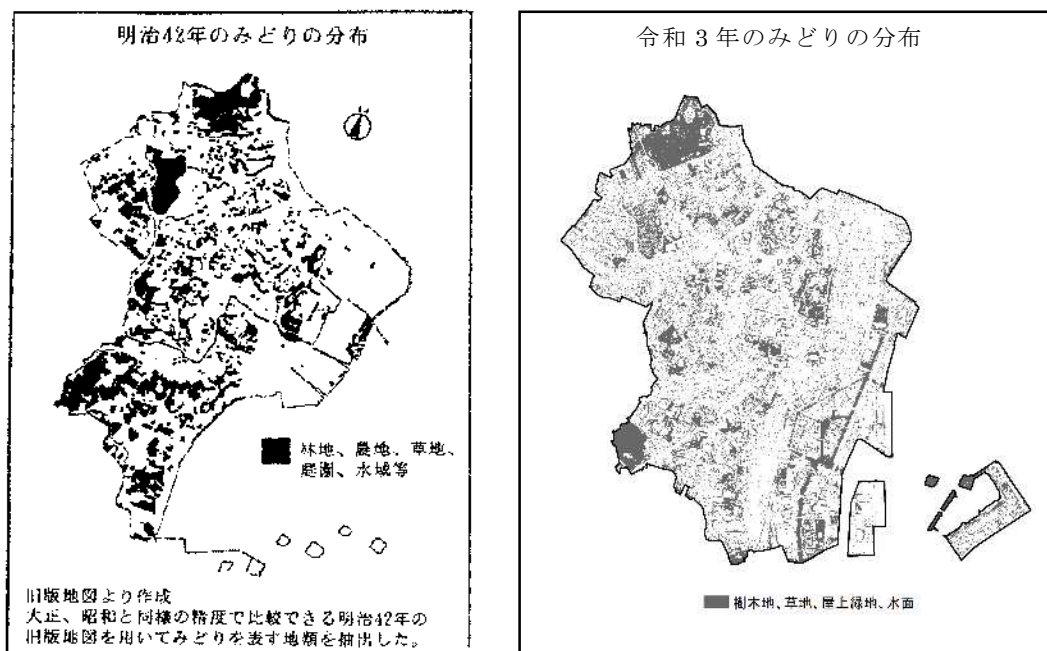 明治42年のみどりの分布
林地、農地、草地、
庭園、水域等
旧版地図より作成
大正、昭和と同様の精度で比較できる明治42年の
旧版地図を用いてみどりを表す地類を抽出した。
令和３年のみどりの分布
樹木地、草地、屋上緑地、水面